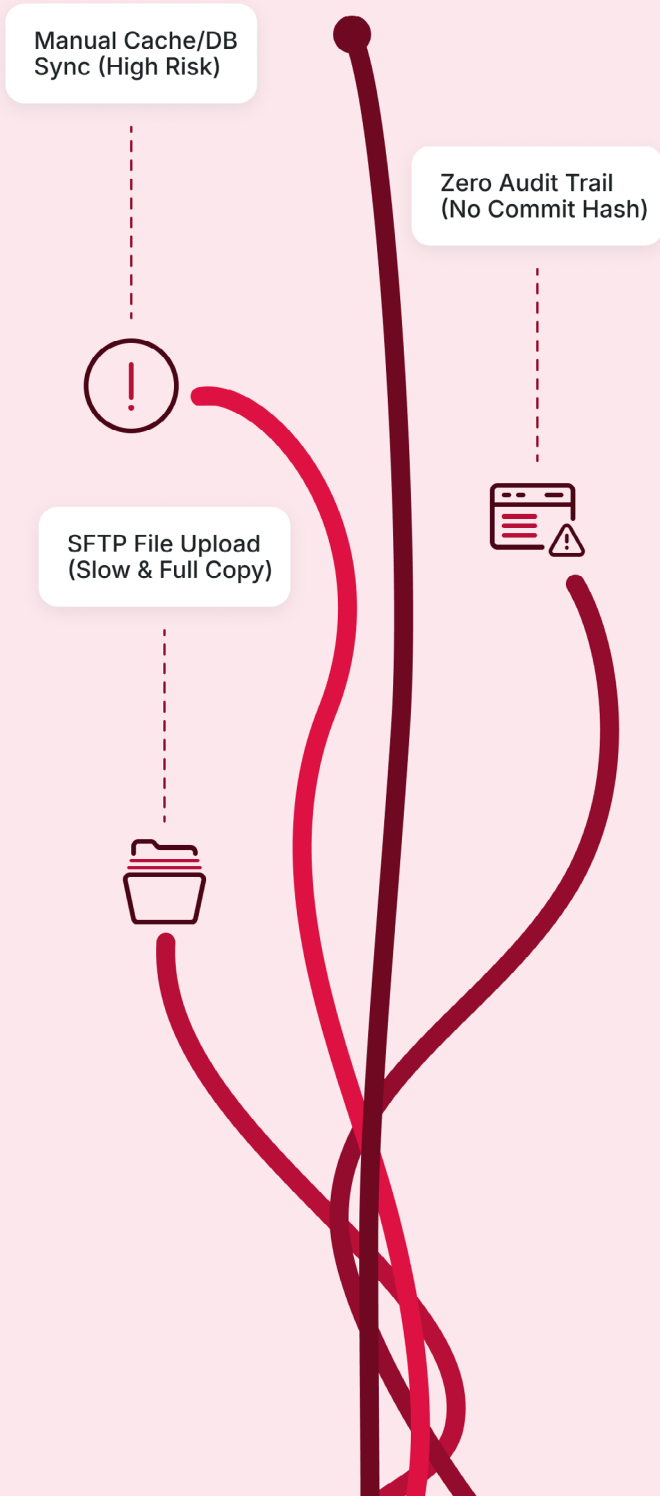 Manual Cache/DB
Sync (High Risk)
Zero Audit Trail
(No Commit Hash)
SFTP File Upload
(Slow & Full Copy)